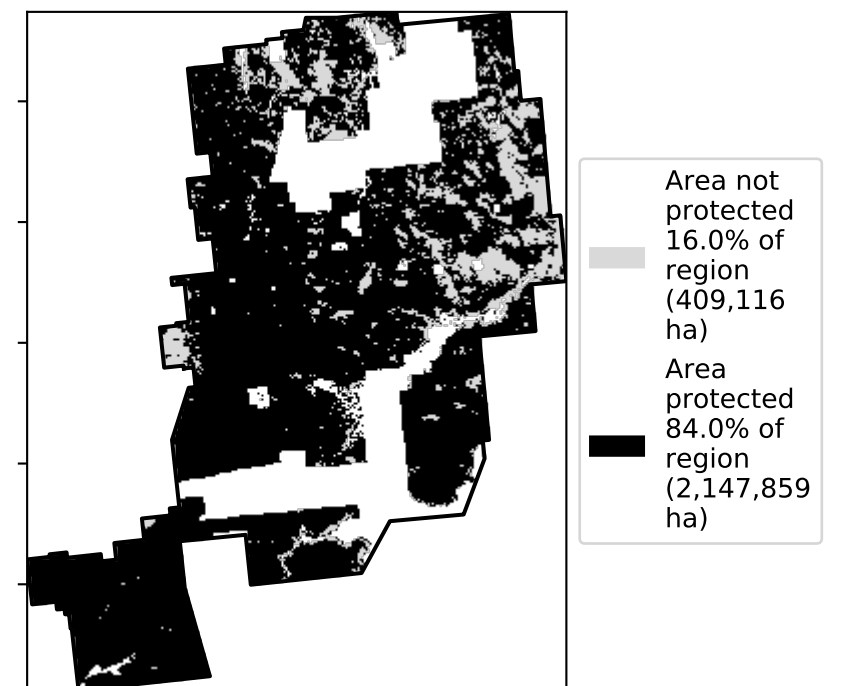 Area not
protected
16.0% of
region
(409,116
ha)
Area
protected
84.0% of
region
(2,147,859
ha)